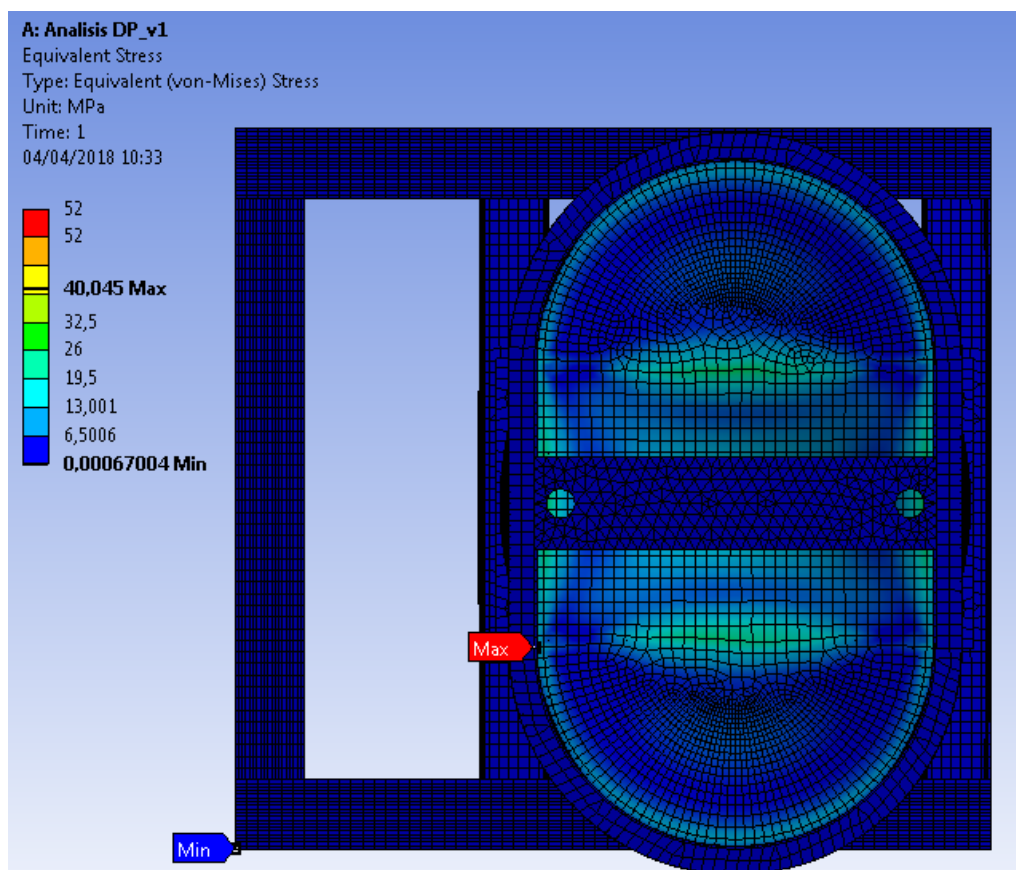 A: Analisis DP_v1
Equivalent Stress
Type: Equivalent (von-Mises) Stress
Unit: MPa
Time: 1
04/04/2018 10:33
52
52
40,045 Max
32,5
26
19,5
13,001
6,5006
0,00067004 Min
Max
Min